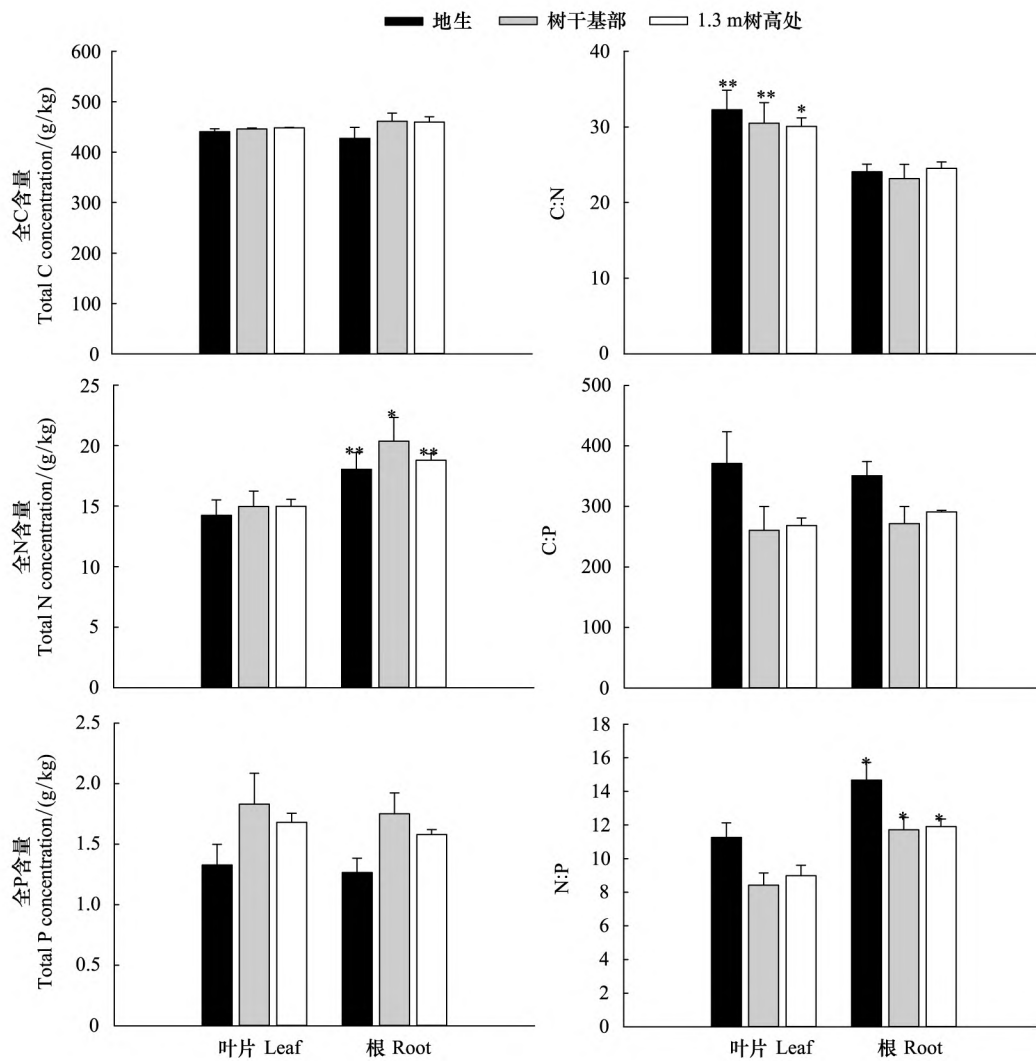 地生 树干基部 1.3 m树高处
600
500
400
300
200
100
0
全C含量
Total C concentration/(g/kg)
40
30
20
10
0
C:N
** ** *
25
20
15
10
5
0
全N含量
Total N concentration/(g/kg)
** * **
500
400
300
200
100
0
C:P
2.5
2.0
1.5
1.0
0.5
0
全P含量
Total P concentration/(g/kg)
叶片 Leaf 根 Root
18
16
14
12
10
8
6
4
2
0
N:P
* * *
叶片 Leaf 根 Root